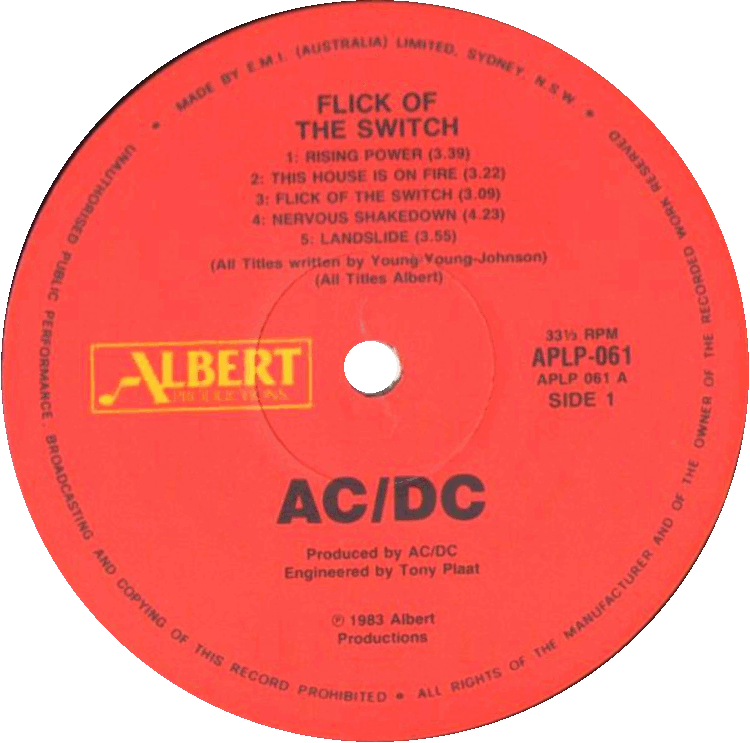 MADE BY E.M.I. (AUSTRALIA) LIMITED, SYDNEY, N.S.W. •
FLICK OF
THE SWITCH
1: RISING POWER (3.39)
2: THIS HOUSE IS ON FIRE (3.22)
3: FLICK OF THE SWITCH (3.09)
4: NERVOUS SHAKEDOWN (4.23)
5: LANDSLIDE (3.55)
(All Titles written by Young-Young-Johnson)
(All Titles Albert)
ALBERT
PRODUCTIONS
33⅓ RPM
APLP-061
APLP 061 A
SIDE 1
AC/DC
Produced by AC/DC
Engineered by Tony Plaat
℗ 1983 Albert
Productions
• UNAUTHORISED PUBLIC PERFORMANCE, BROADCASTING AND COPYING OF THIS RECORD PROHIBITED • ALL RIGHTS OF THE MANUFACTURER AND OF THE OWNER OF THE RECORDED WORK RESERVED